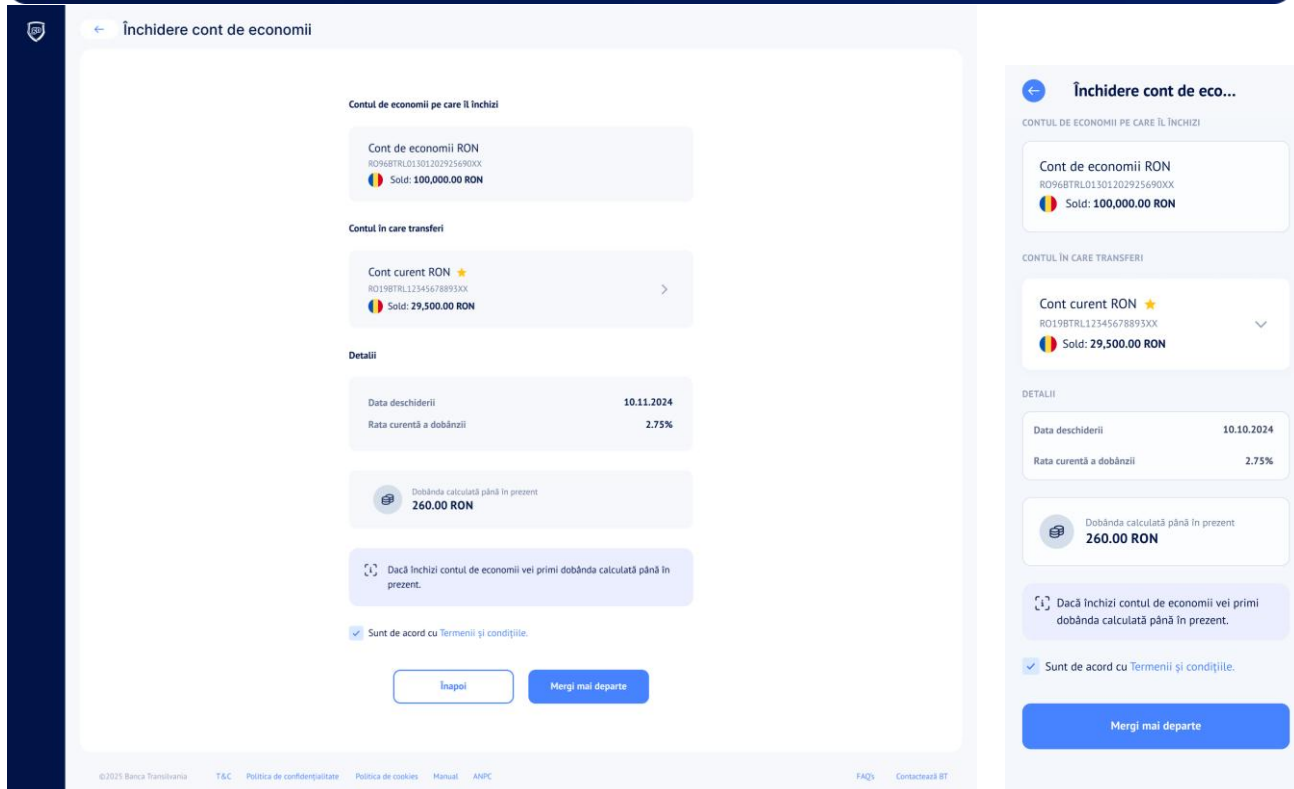 Închidere cont de economii
Contul de economii pe care îl închizi
Cont de economii RON
RO96BTRL01301202925690XX
Sold: 100,000.00 RON
Contul în care transferi
Cont curent RON
RO19BTRL12345678893XX
Sold: 29,500.00 RON
Detalii
Data deschiderii 10.11.2024
Rata curentă a dobânzii 2.75%
Dobânda calculată până în prezent
260.00 RON
Dacă închizi contul de economii vei primi dobânda calculată până în
prezent.
Sunt de acord cu Termenii și condițiile.
Înapoi Mergi mai departe
©2025 Banca Transilvania T&C Politica de confidențialitate Politica de cookies Manual ANPC FAQ's Contactează BT
Închidere cont de eco...
CONTUL DE ECONOMII PE CARE ÎL ÎNCHIZI
Cont de economii RON
RO96BTRL01301202925690XX
Sold: 100,000.00 RON
CONTUL ÎN CARE TRANSFERI
Cont curent RON
RO19BTRL12345678893XX
Sold: 29,500.00 RON
DETALII
Data deschiderii 10.10.2024
Rata curentă a dobânzii 2.75%
Dobânda calculată până în prezent
260.00 RON
Dacă închizi contul de economii vei primi
dobânda calculată până în prezent.
Sunt de acord cu Termenii și condițiile.
Mergi mai departe